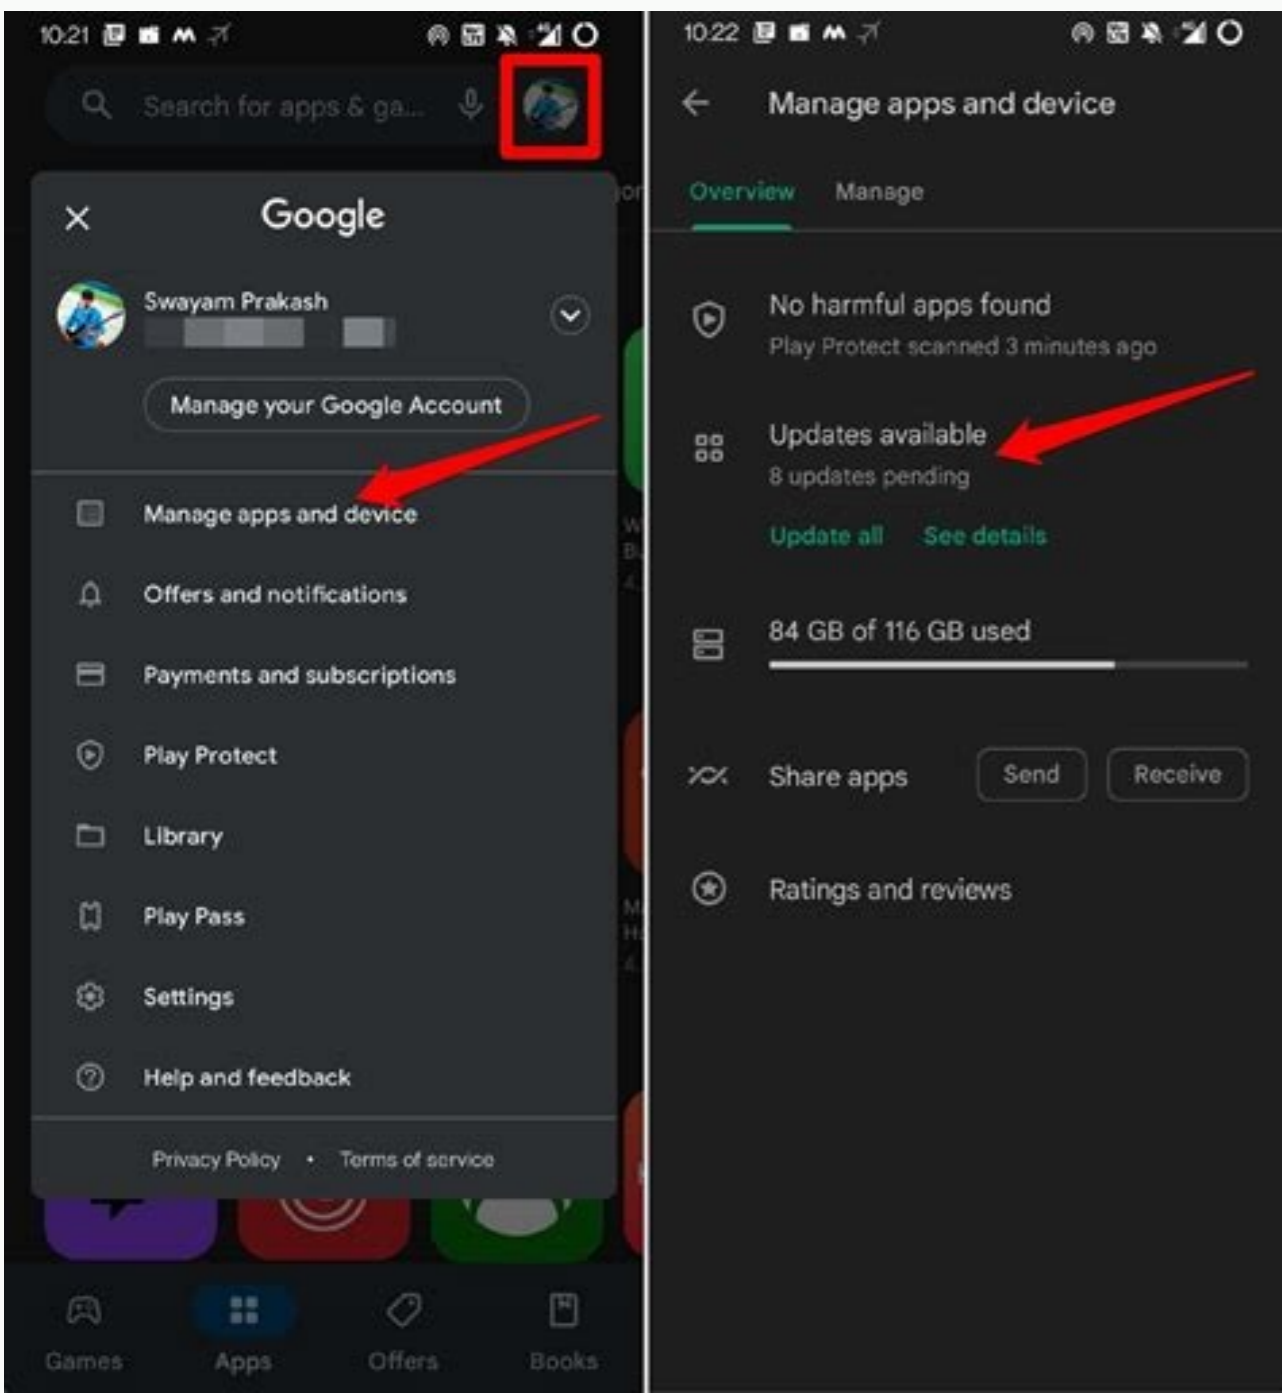 10:21
Search for apps & ga...
Google
Swayam Prakash
Manage your Google Account
Manage apps and device
Offers and notifications
Payments and subscriptions
Play Protect
Library
Play Pass
Settings
Help and feedback
Privacy Policy • Terms of service
Games Apps Offers Books
10:22
Manage apps and device
Overview Manage
No harmful apps found
Play Protect scanned 3 minutes ago
Updates available
8 updates pending
Update all See details
84 GB of 116 GB used
Share apps Send Receive
Ratings and reviews